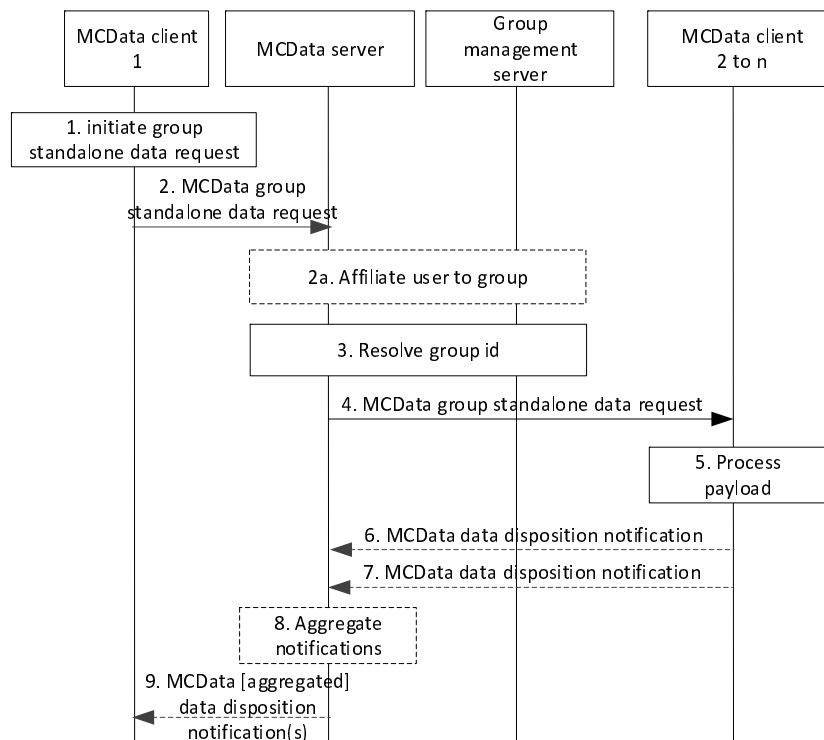 MCData client
1
MCData server
Group
management
server
MCData client
2 to n
1. initiate group
standalone data request
2. MCData group
standalone data request
2a. Affiliate user to group
3. Resolve group id
4. MCData group standalone data request
5. Process
payload
6. MCData data disposition notification
7. MCData data disposition notification
8. Aggregate
notifications
9. MCData [aggregated]
data disposition
notification(s)